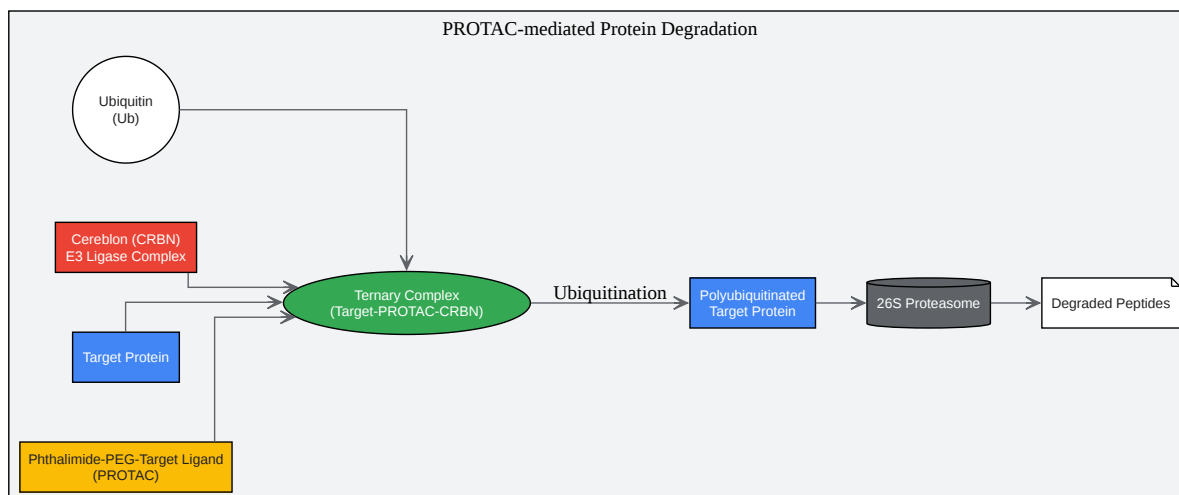 PROTAC-mediated Protein Degradation
Ubiquitin
(Ub)
Cereblon (CRBN)
E3 Ligase Complex
Target Protein
Phthalimide-PEG-Target Ligand
(PROTAC)
Ternary Complex
(Target-PROTAC-CRBN)
Ubiquitination
Polyubiquitinated
Target Protein
26S Proteasome
Degraded Peptides